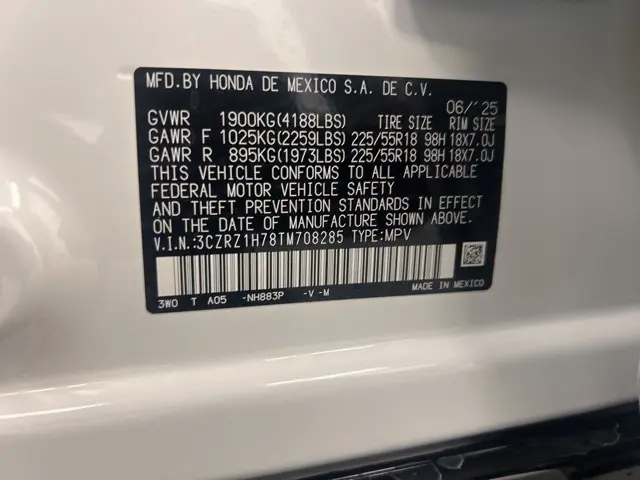 MFD.BY HONDA DE MEXICO S.A. DE C.V.
06/'25
GVWR 1900KG(4188LBS) TIRE SIZE RIM SIZE
GAWR F 1025KG(2259LBS) 225/55R18 98H 18X7.0J
GAWR R 895KG(1973LBS) 225/55R18 98H 18X7.0J
THIS VEHICLE CONFORMS TO ALL APPLICABLE
FEDERAL MOTOR VEHICLE SAFETY
AND THEFT PREVENTION STANDARDS IN EFFECT
ON THE DATE OF MANUFACTURE SHOWN ABOVE.
V.I.N.:3CZRZ1H78TM708285 TYPE:MPV
3W0 T A05 -NH883P -V-M MADE IN MEXICO